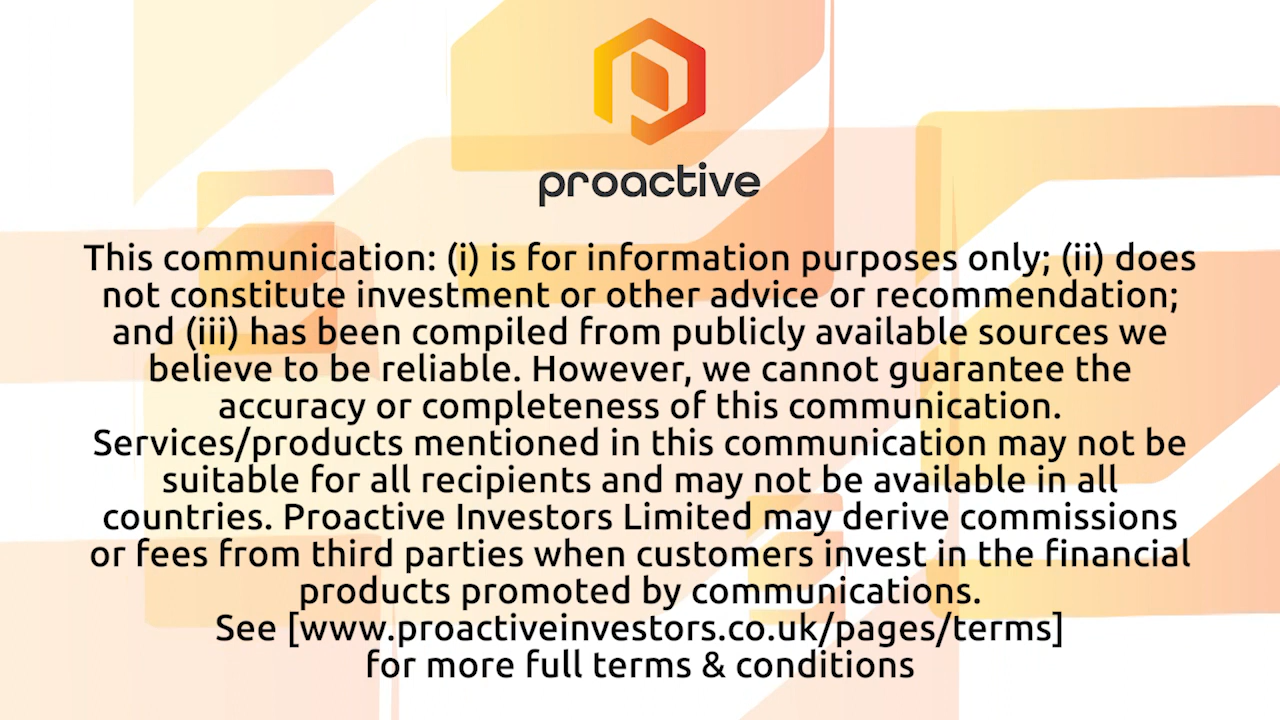 proactive
This communication: (i) is for information purposes only; (ii) does
not constitute investment or other advice or recommendation;
and (iii) has been compiled from publicly available sources we
believe to be reliable. However, we cannot guarantee the
accuracy or completeness of this communication.
Services/products mentioned in this communication may not be
suitable for all recipients and may not be available in all
countries. Proactive Investors Limited may derive commissions
or fees from third parties when customers invest in the financial
products promoted by communications.
See [www.proactiveinvestors.co.uk/pages/terms]
for more full terms & conditions